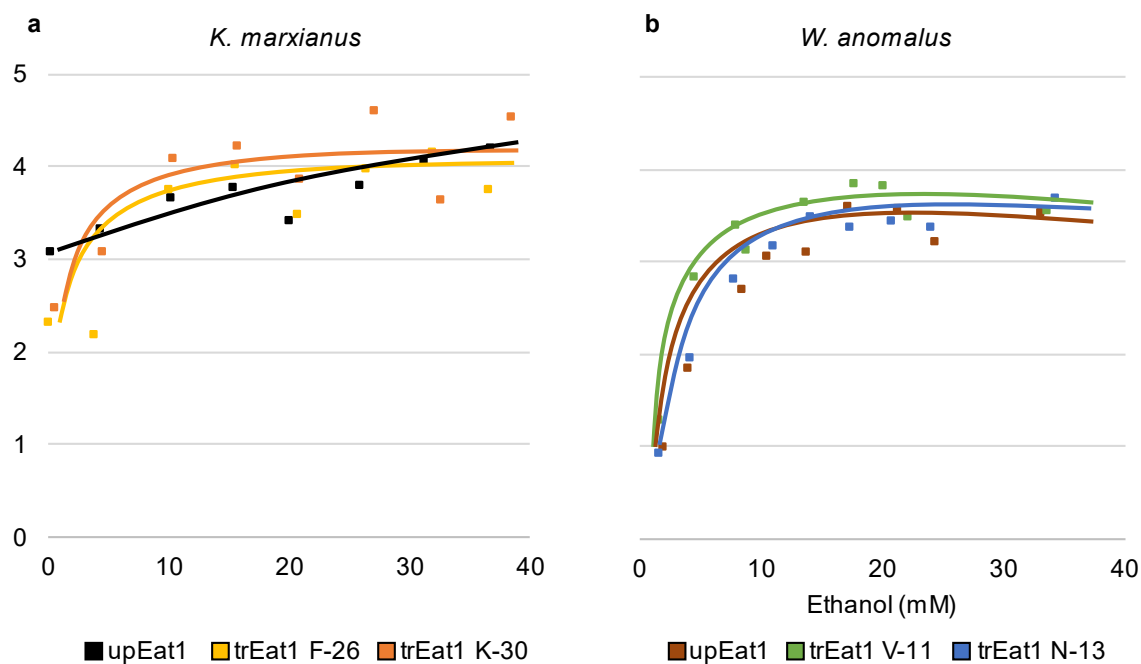 a
K. marxianus
5
4
3
2
1
0
0 10 20 30 40
upEat1 trEat1 F-26 trEat1 K-30
b
W. anomalus
0 10 20 30 40
Ethanol (mM)
upEat1 trEat1 V-11 trEat1 N-13